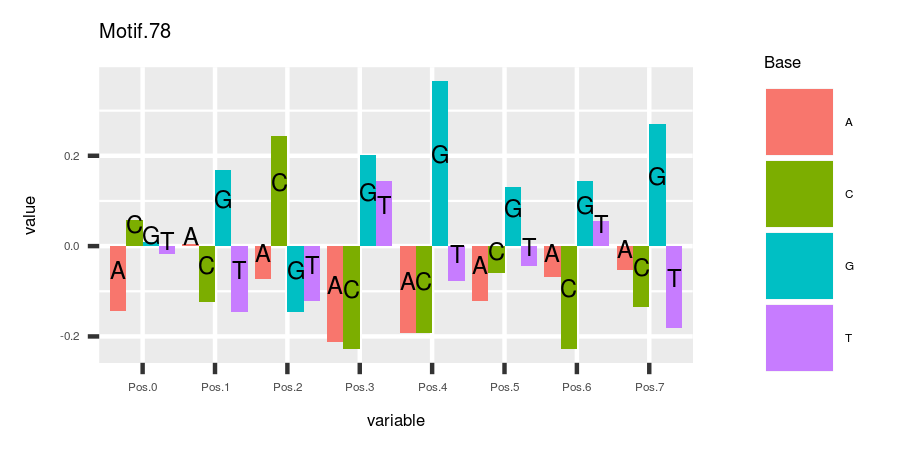 Motif.78
value
0.2
0.0
-0.2
A C G T A C G T A C G T A C G T A C G T A C G T A C G T A C G T
Pos.0 Pos.1 Pos.2 Pos.3 Pos.4 Pos.5 Pos.6 Pos.7
variable
Base
A
C
G
T